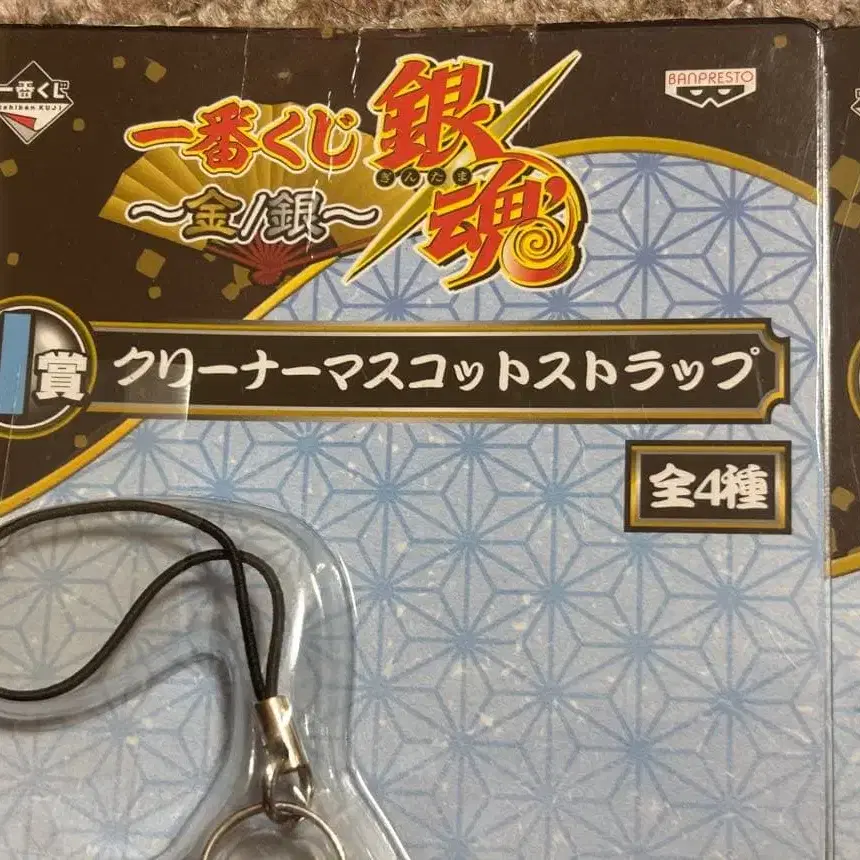 一番くじ
Ichiban KUJI
一番くじ 銀魂
ぎんたま
～金/銀～
BANPRESTO
賞
クリーナーマスコットストラップ
全4種